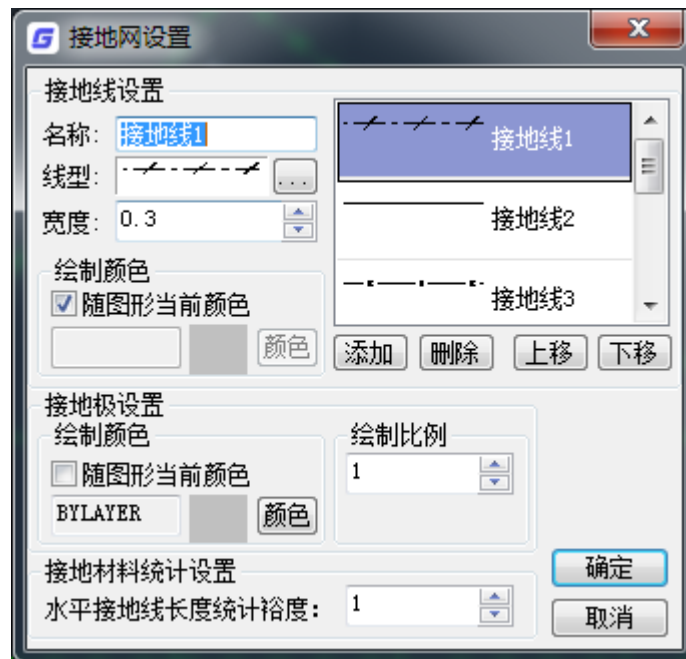 接地网设置
接地线设置
名称: 接地线1
线型: ...
宽度: 0.3
绘制颜色
随图形当前颜色
颜色
接地线1
接地线2
接地线3
添加 删除 上移 下移
接地极设置
绘制颜色
随图形当前颜色
BYLAYER 颜色
绘制比例
1
接地材料统计设置
水平接地线长度统计裕度: 1
确定
取消